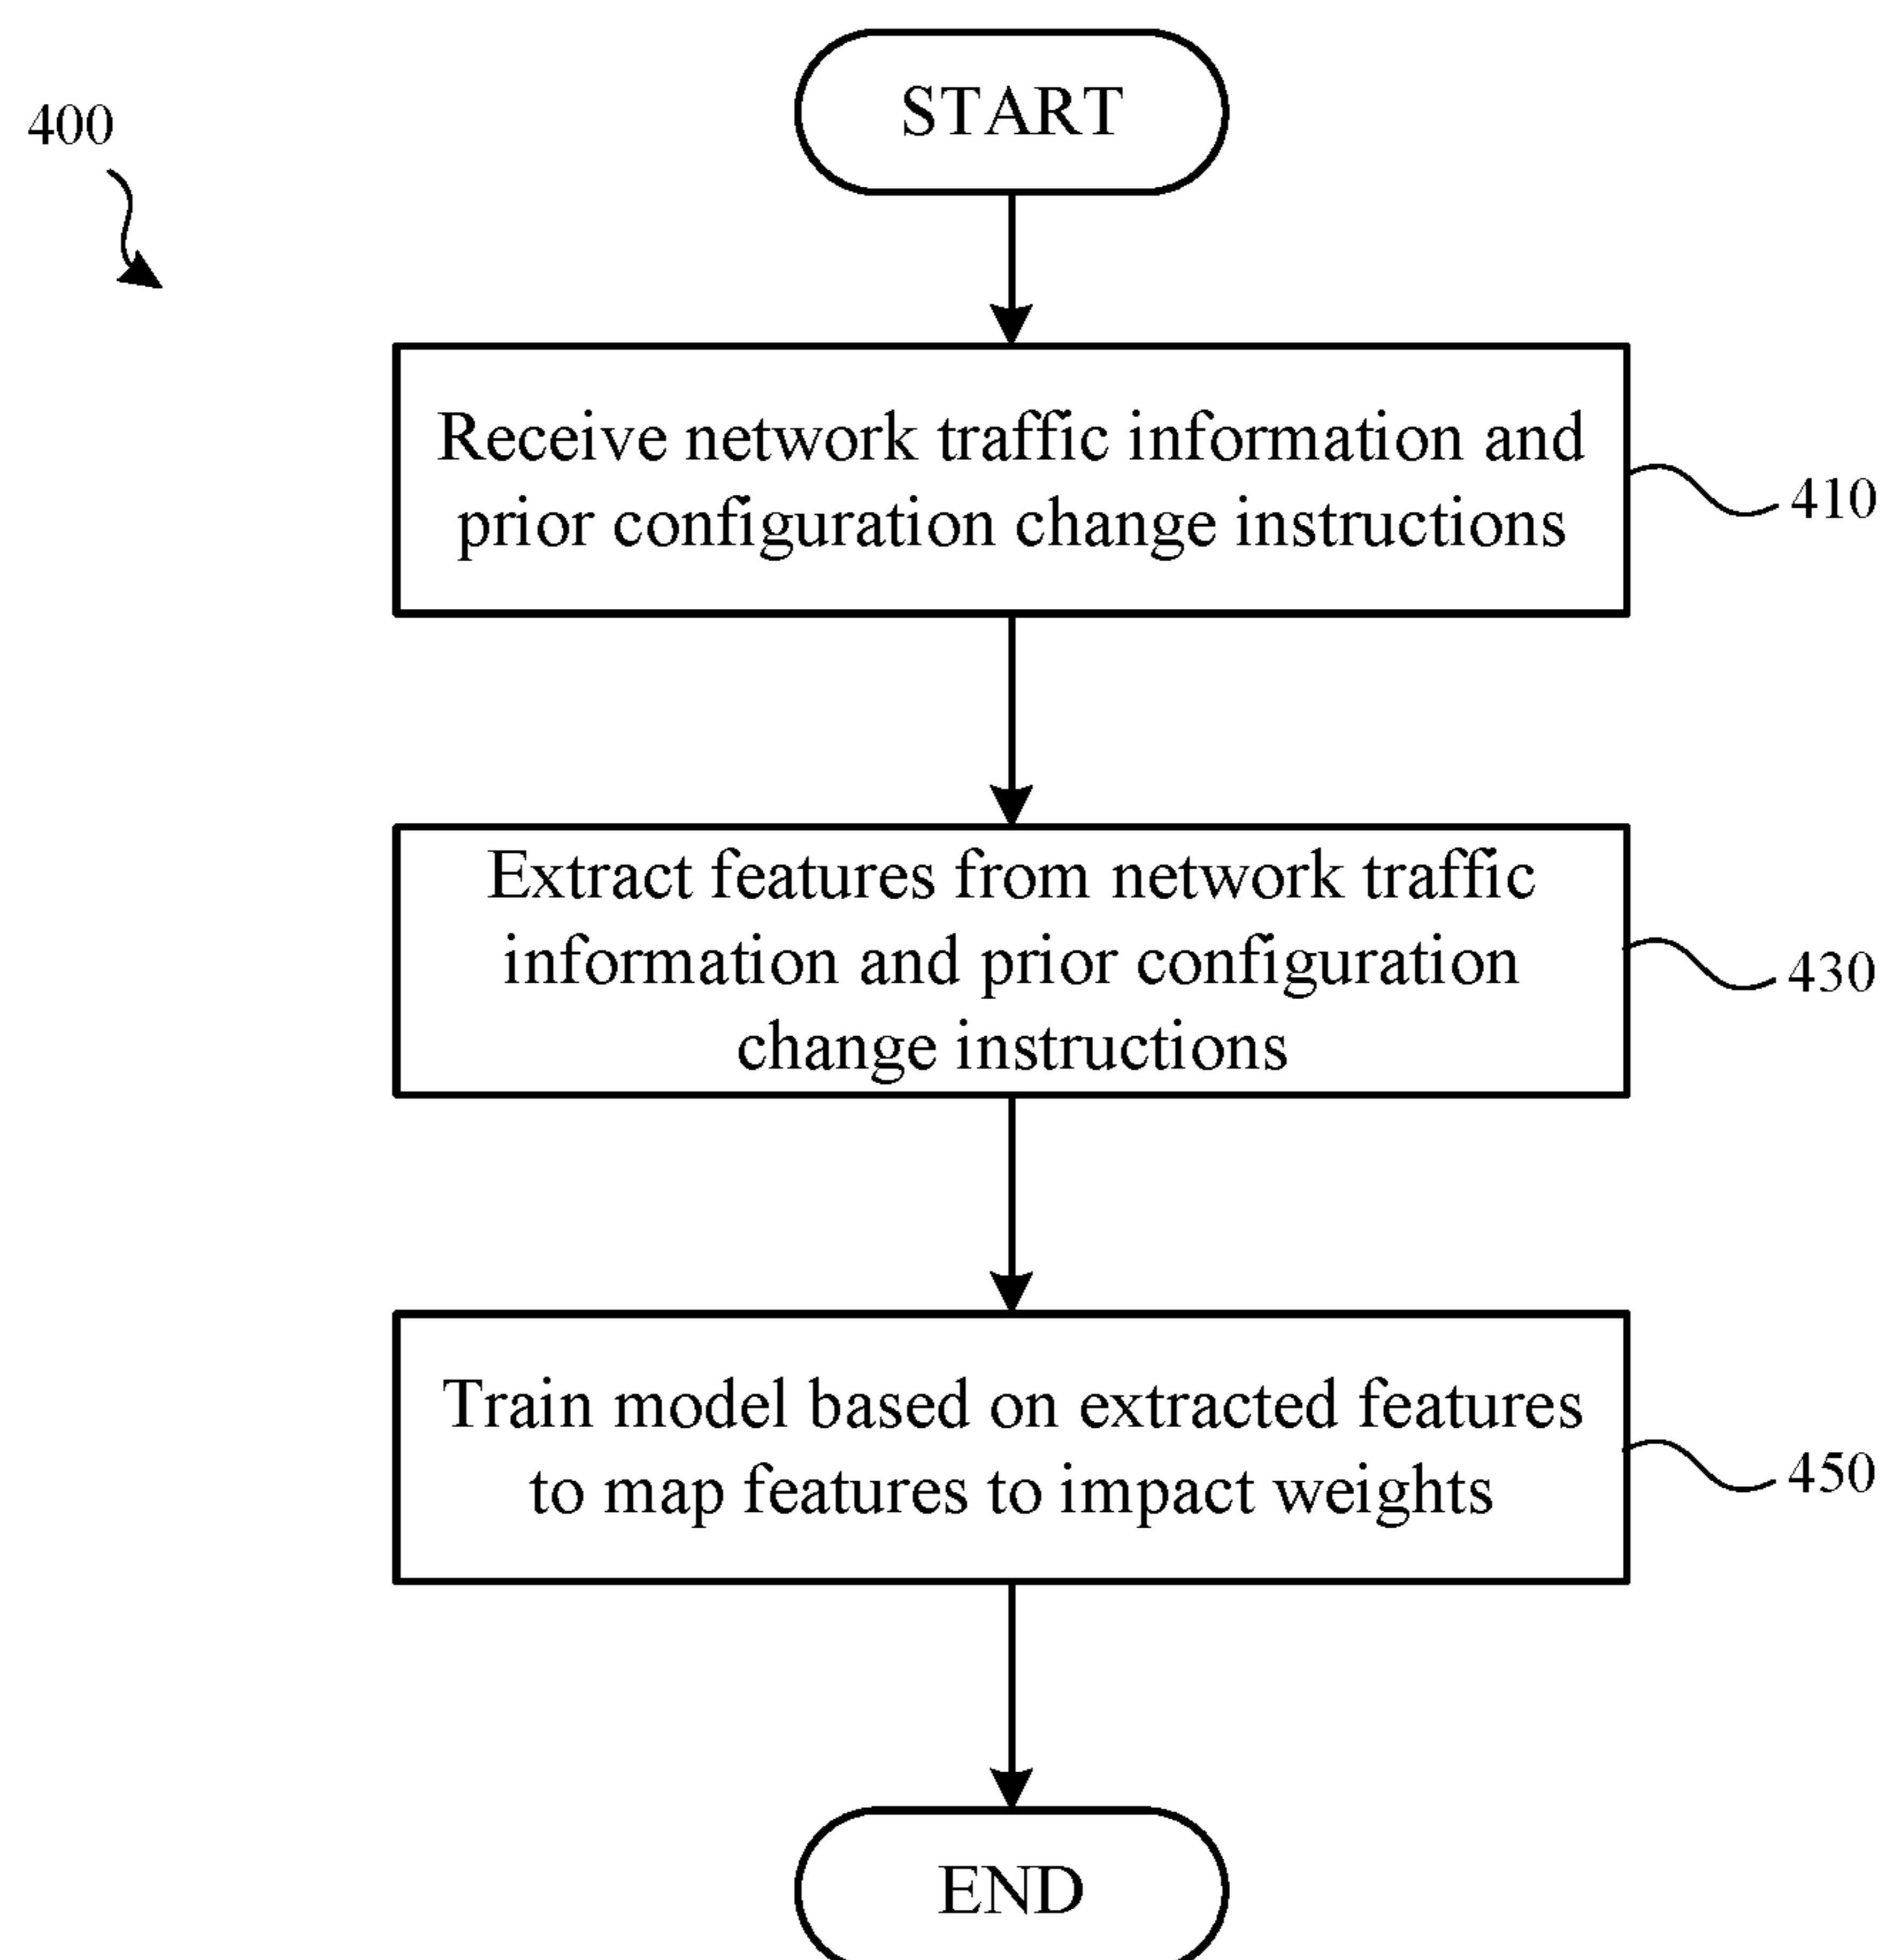 400
START
Receive network traffic information and
prior configuration change instructions
410
Extract features from network traffic
information and prior configuration
change instructions
430
Train model based on extracted features
to map features to impact weights
450
END